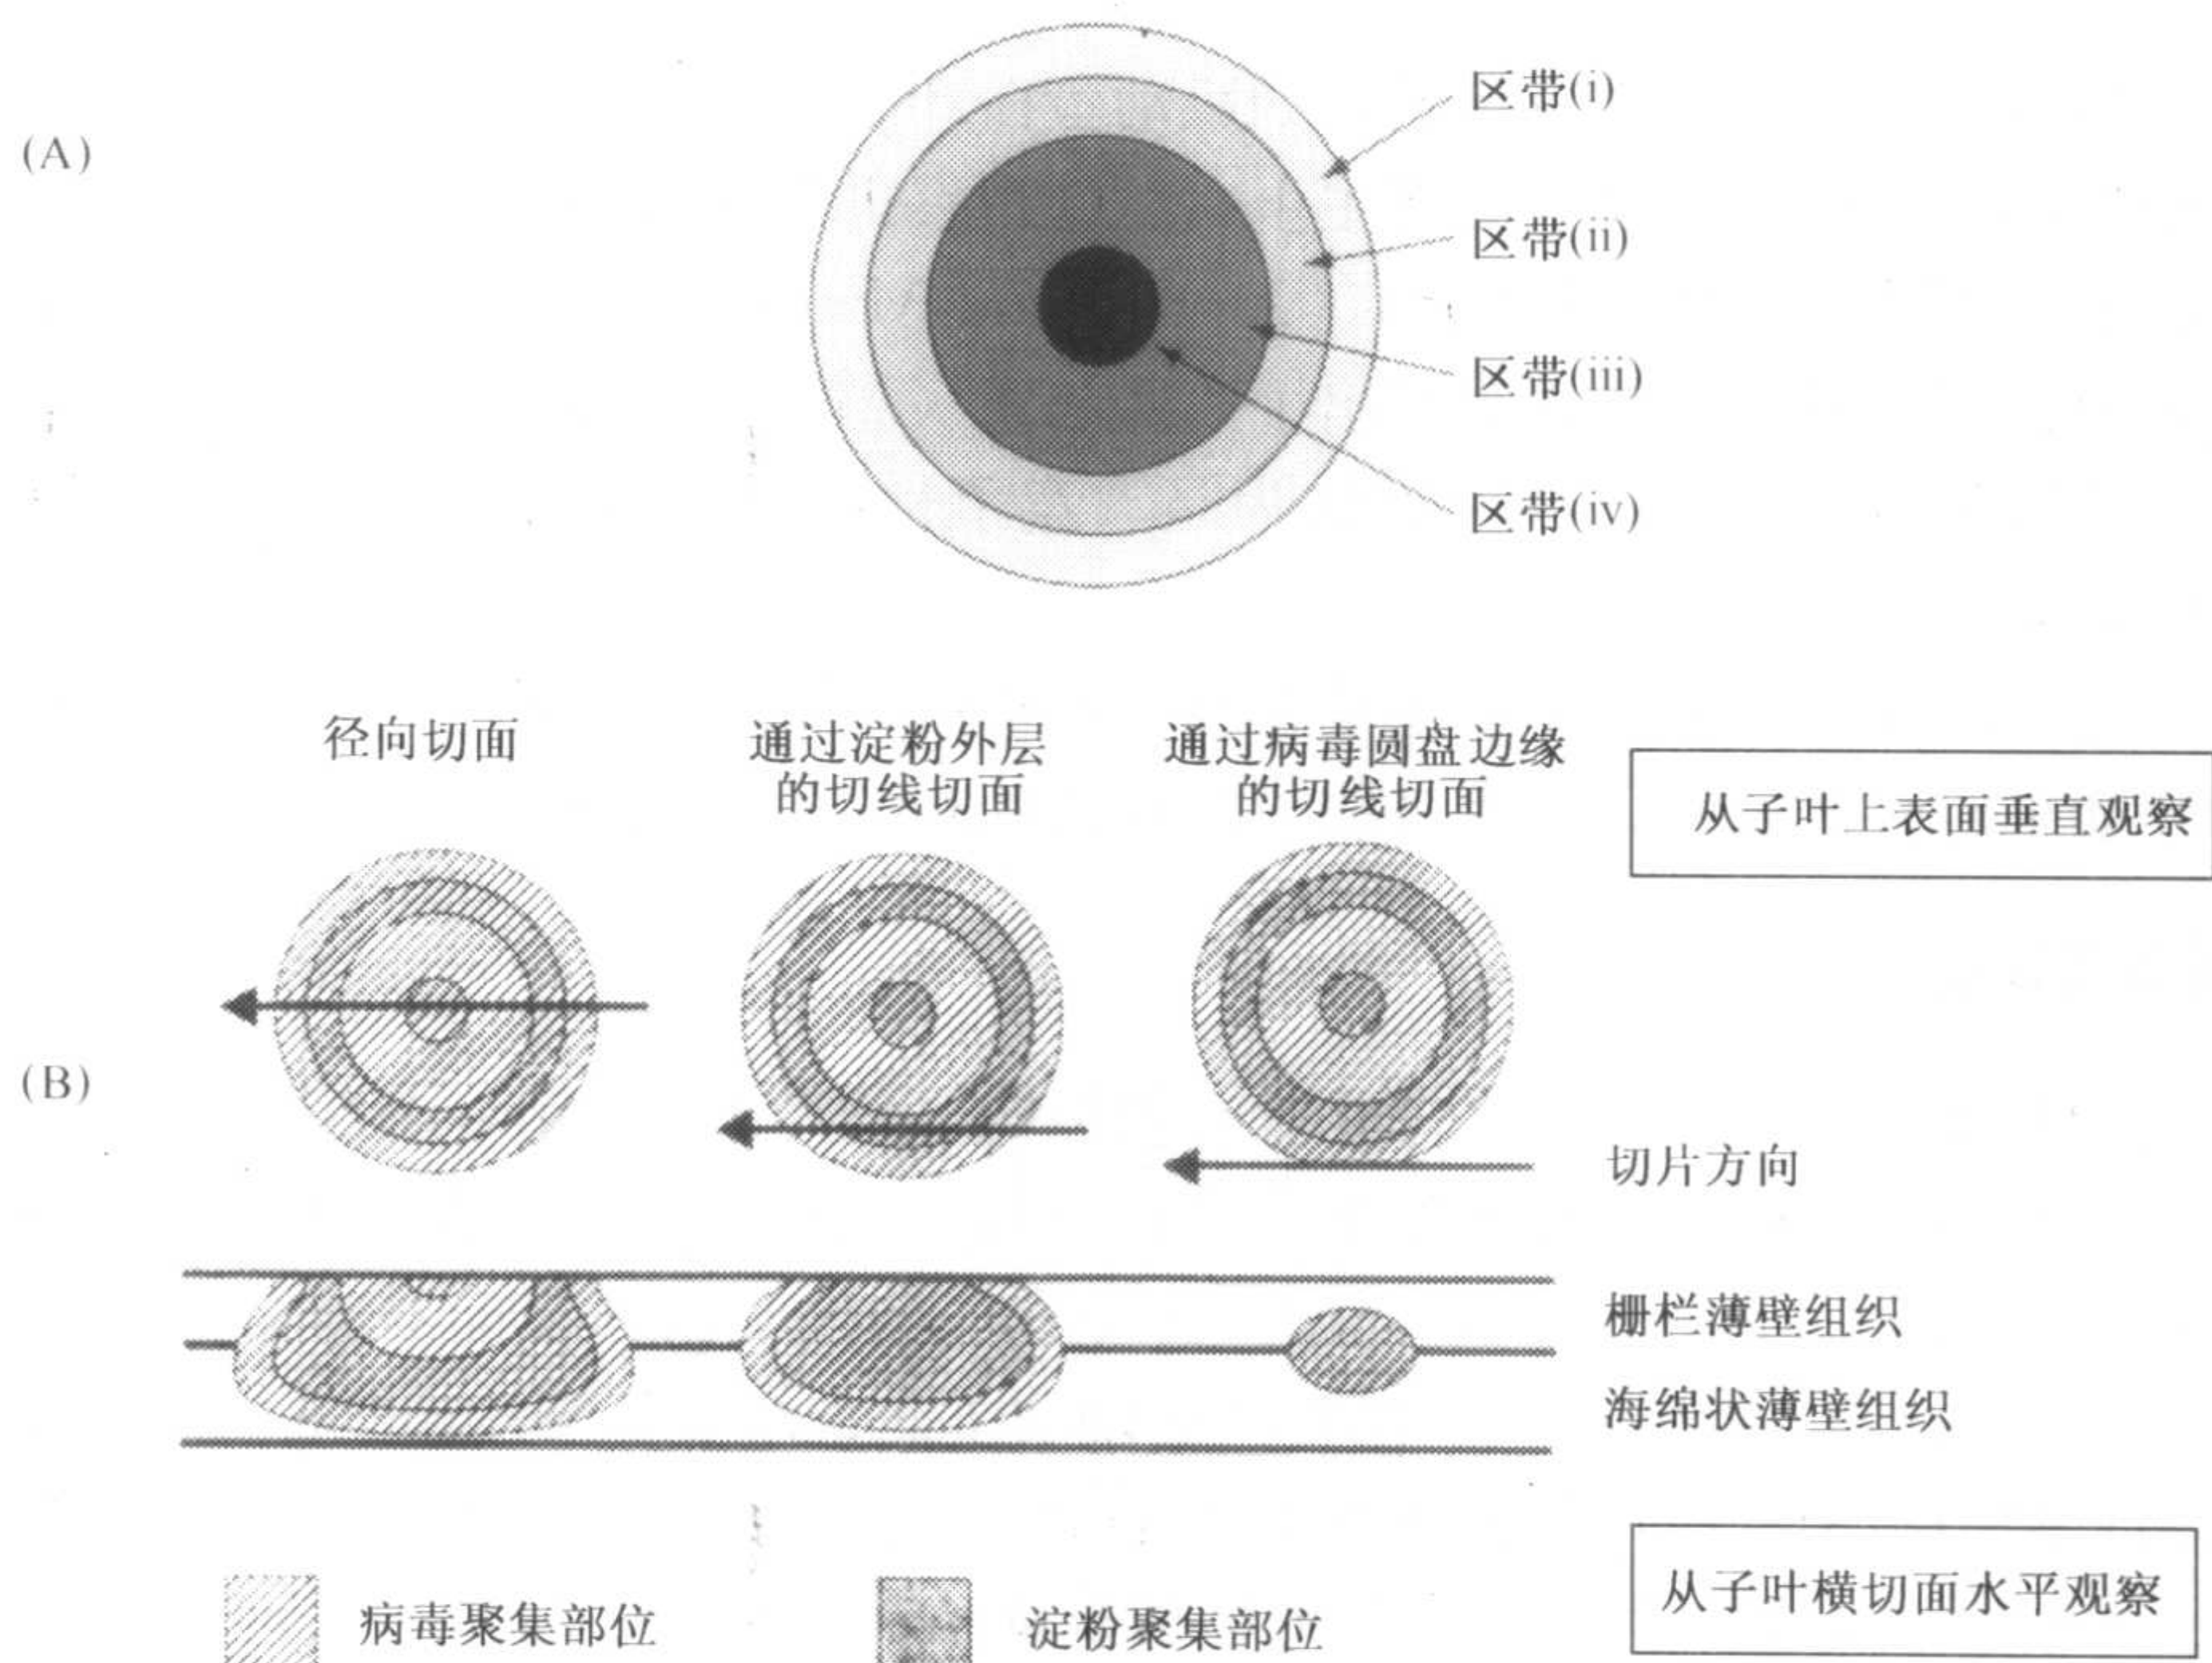 (A)
区带(i)
区带(ii)
区带(iii)
区带(iv)
(B)
径向切面
通过淀粉外层
的切线切面
通过病毒圆盘边缘
的切线切面
从子叶上表面垂直观察
切片方向
栅栏薄壁组织
海绵状薄壁组织
病毒聚集部位
淀粉聚集部位
从子叶横切面水平观察